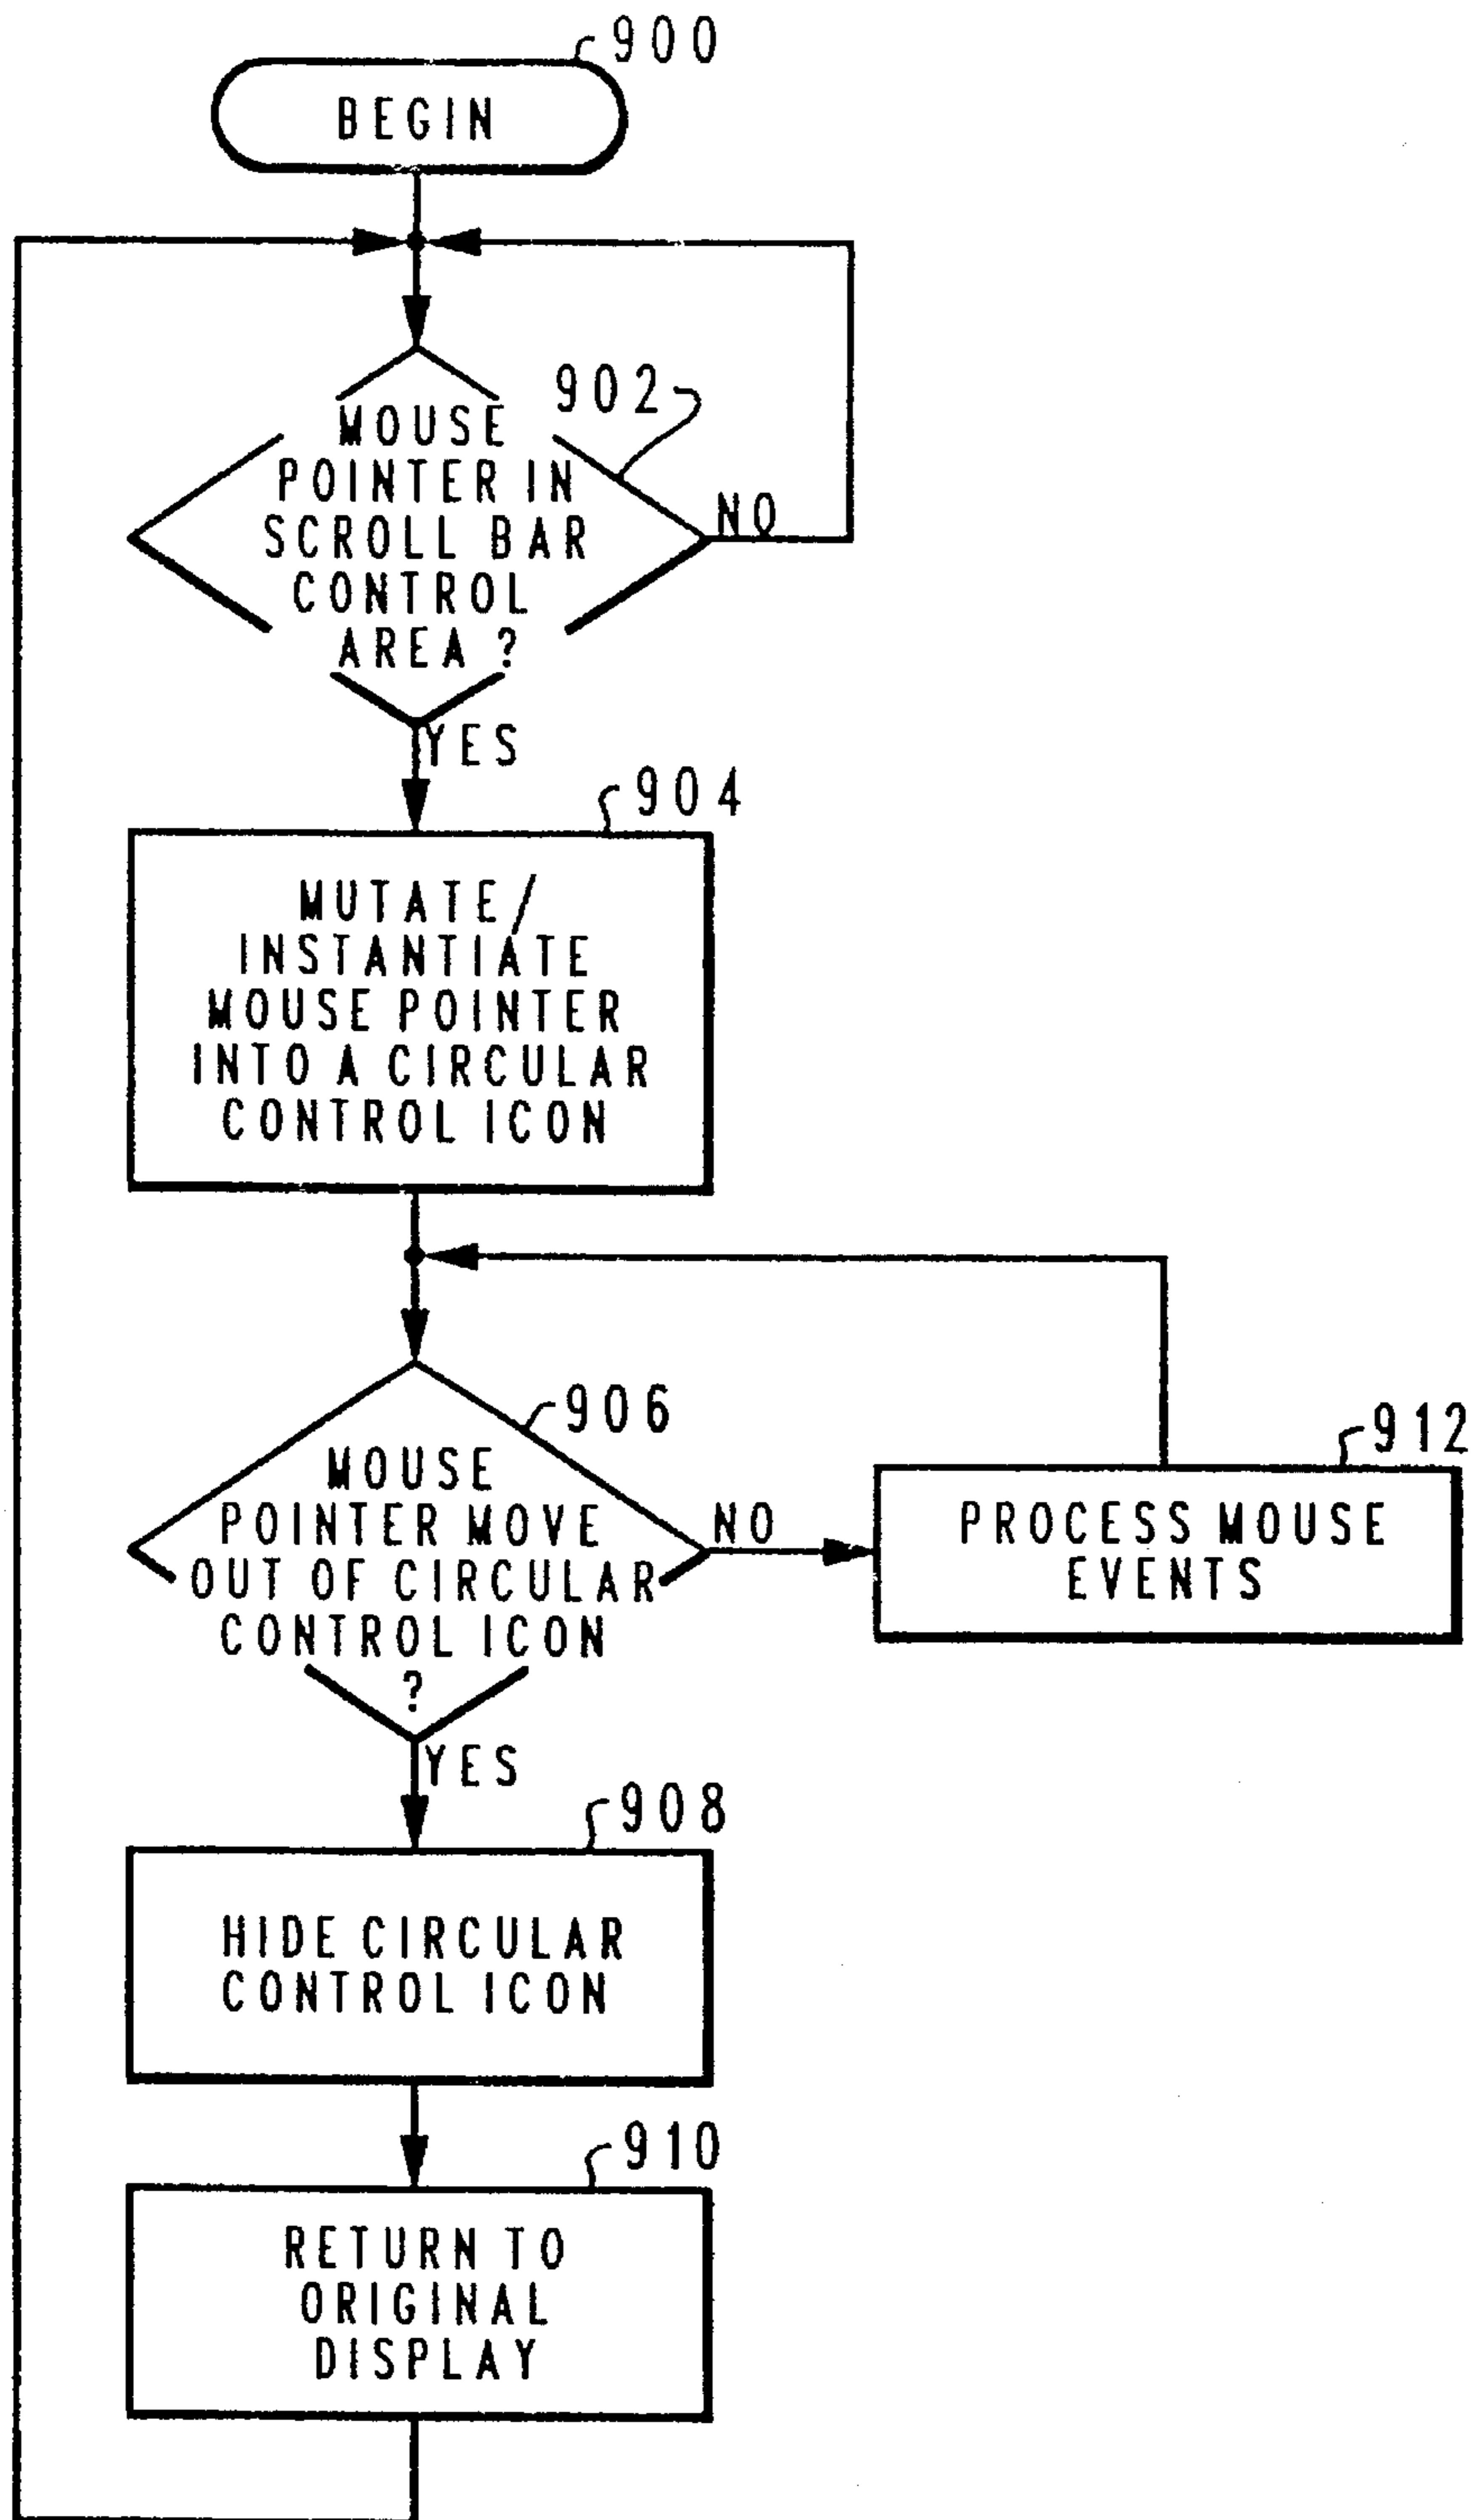 900
BEGIN
902
MOUSE
POINTER IN
SCROLL BAR
CONTROL
AREA ?
NO
YES
904
MUTATE/
INSTANTIATE
MOUSE POINTER
INTO A CIRCULAR
CONTROL ICON
906
MOUSE
POINTER MOVE
OUT OF CIRCULAR
CONTROL ICON
?
NO
912
PROCESS MOUSE
EVENTS
YES
908
HIDE CIRCULAR
CONTROL ICON
910
RETURN TO
ORIGINAL
DISPLAY